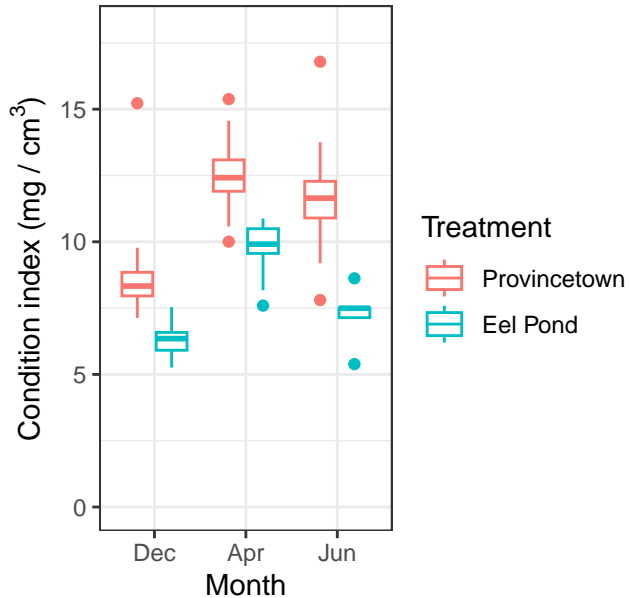 Condition index (mg / cm³)
15
10
5
0
Dec Apr Jun
Month
Treatment
Provincetown
Eel Pond